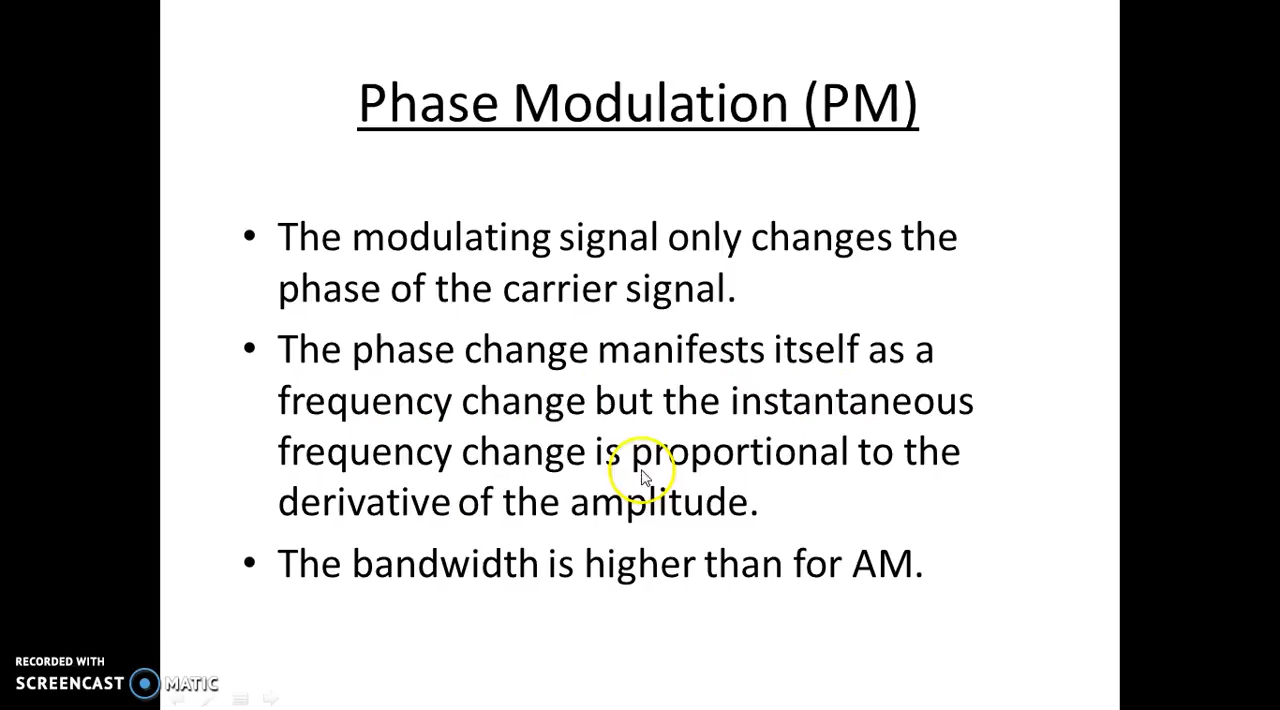 Phase Modulation (PM)
• The modulating signal only changes the
phase of the carrier signal.
• The phase change manifests itself as a
frequency change but the instantaneous
frequency change is proportional to the
derivative of the amplitude.
• The bandwidth is higher than for AM.
RECORDED WITH
SCREENCAST MATIC